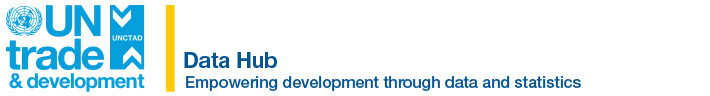 UN
trade
& development
UNCTAD
Data Hub
Empowering development through data and statistics